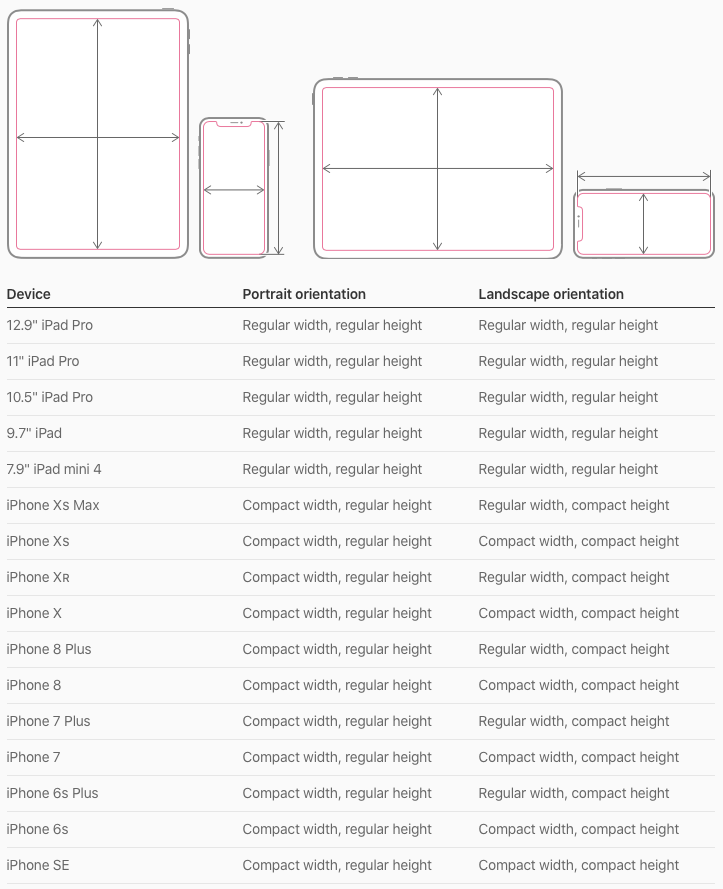 Device Portrait orientation Landscape orientation
12.9" iPad Pro Regular width, regular height Regular width, regular height
11" iPad Pro Regular width, regular height Regular width, regular height
10.5" iPad Pro Regular width, regular height Regular width, regular height
9.7" iPad Regular width, regular height Regular width, regular height
7.9" iPad mini 4 Regular width, regular height Regular width, regular height
iPhone Xs Max Compact width, regular height Regular width, compact height
iPhone Xs Compact width, regular height Compact width, compact height
iPhone XR Compact width, regular height Regular width, compact height
iPhone X Compact width, regular height Compact width, compact height
iPhone 8 Plus Compact width, regular height Regular width, compact height
iPhone 8 Compact width, regular height Compact width, compact height
iPhone 7 Plus Compact width, regular height Regular width, compact height
iPhone 7 Compact width, regular height Compact width, compact height
iPhone 6s Plus Compact width, regular height Regular width, compact height
iPhone 6s Compact width, regular height Compact width, compact height
iPhone SE Compact width, regular height Compact width, compact height